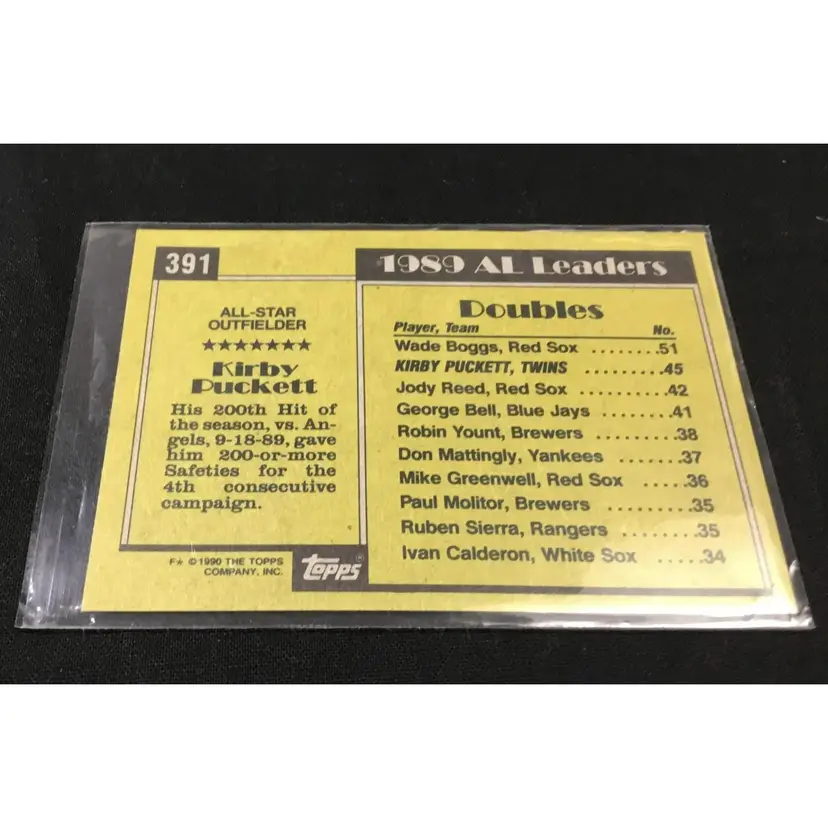 391
ALL-STAR
OUTFIELDER
★★★★★★★
Kirby
Puckett
His 200th Hit of
the season, vs. An-
gels, 9-18-89, gave
him 200-or-more
Safeties for the
4th consecutive
campaign.
F★ ©1990 THE TOPPS
COMPANY, INC.
Topps®
1989 AL Leaders
Doubles
Player, Team No.
Wade Boggs, Red Sox ........51
KIRBY PUCKETT, TWINS .........45
Jody Reed, Red Sox .........42
George Bell, Blue Jays ........41
Robin Yount, Brewers .........38
Don Mattingly, Yankees .......37
Mike Greenwell, Red Sox .....36
Paul Molitor, Brewers .........35
Ruben Sierra, Rangers .......35
Ivan Calderon, White Sox .....34